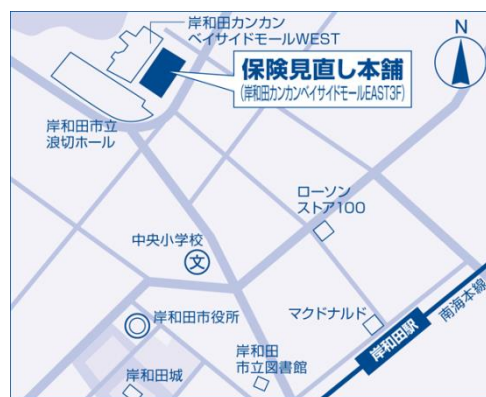 岸和田カンカン
ベイサイドモールWEST
N
保険見直し本舗
(岸和田カンカンベイサイドモールEAST3F)
岸和田市立
浪切ホール
ローソン
ストア100
中央小学校
文
岸和田市役所
マクドナルド
南海本線
岸和田駅
岸和田
市立図書館
岸和田城